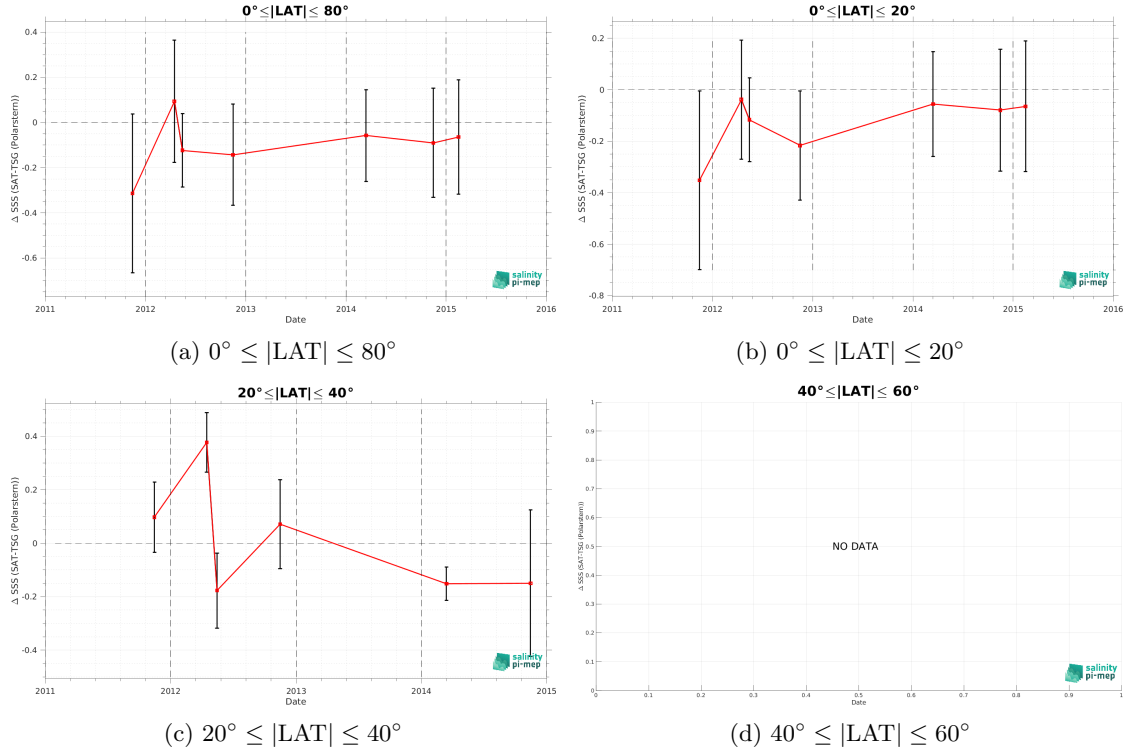 0°≤|LAT|≤ 80°
Δ SSS (SAT-TSG (Polarstern))
0.4
0.2
0
-0.2
-0.4
-0.6
2011 2012 2013 2014 2015 2016
Date
salinity
pi-mep
(a) 0° ≤ |LAT| ≤ 80°
0°≤|LAT|≤ 20°
Δ SSS (SAT-TSG (Polarstern))
0.2
0
-0.2
-0.4
-0.6
-0.8
2011 2012 2013 2014 2015 2016
Date
salinity
pi-mep
(b) 0° ≤ |LAT| ≤ 20°
20°≤|LAT|≤ 40°
Δ SSS (SAT-TSG (Polarstern))
0.4
0.2
0
-0.2
-0.4
2011 2012 2013 2014 2015
Date
salinity
pi-mep
(c) 20° ≤ |LAT| ≤ 40°
40°≤|LAT|≤ 60°
Δ SSS (SAT-TSG (Polarstern))
1
0.9
0.8
0.7
0.6
0.5
0.4
0.3
0.2
0.1
0
NO DATA
0 0.1 0.2 0.3 0.4 0.5 0.6 0.7 0.8 0.9 1
Date
salinity
pi-mep
(d) 40° ≤ |LAT| ≤ 60°